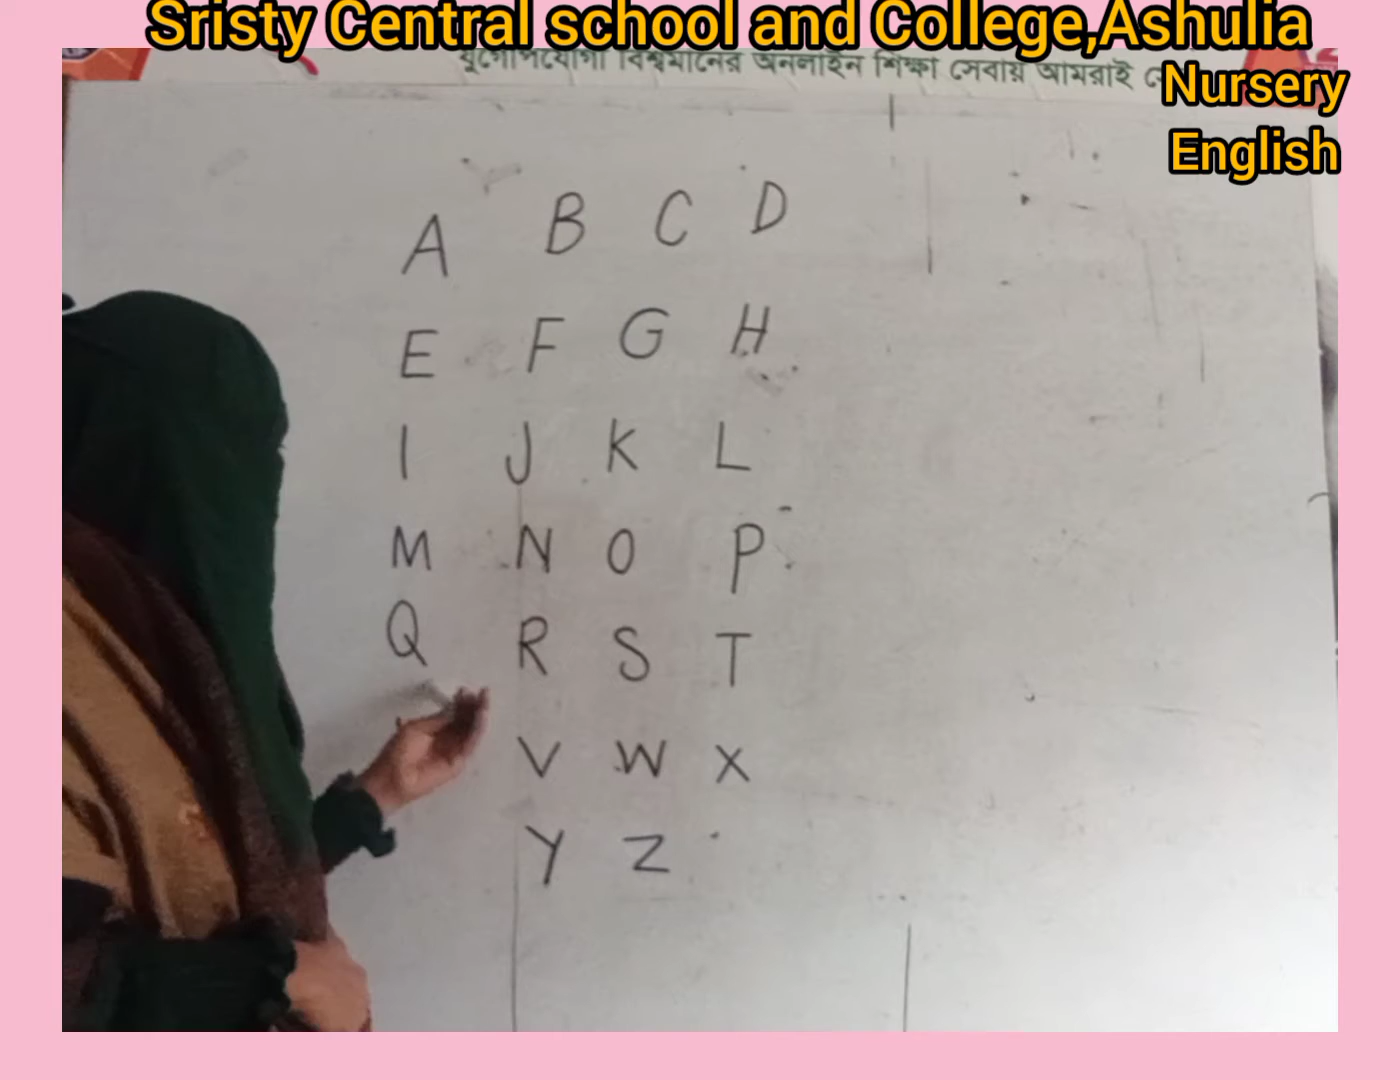 Sristy Central school and College,Ashulia
যুগোপযোগী বিশ্বমানের অনলাইন শিক্ষা সেবায় আমরাই
Nursery
English
A B C D
E F G H
I J K L
M N O P
Q R S T
V W X
Y Z